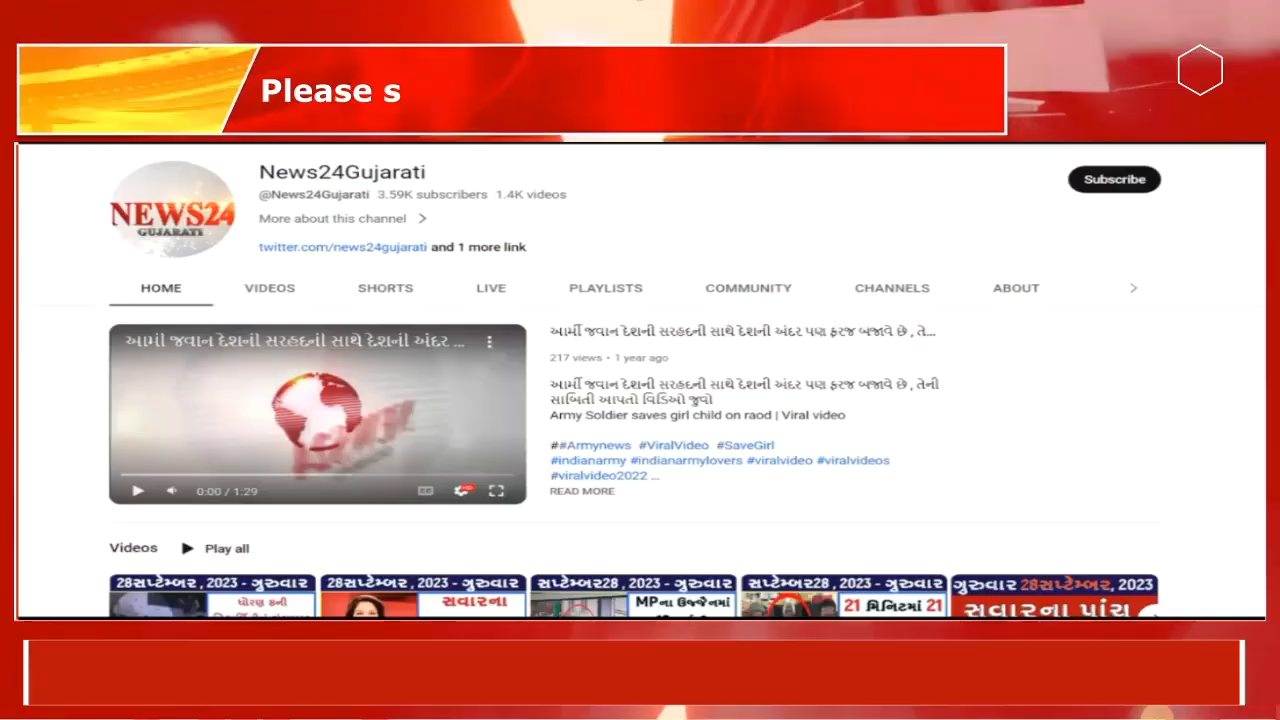 Please s
News24Gujarati
@News24Gujarati 3.59K subscribers 1.4K videos
More about this channel
twitter.com/news24gujarati and 1 more link
Subscribe
NEWS24
GUJARATI
HOME VIDEOS SHORTS LIVE PLAYLISTS COMMUNITY CHANNELS ABOUT
આર્મી જવાન દેશની સરહદની સાથે દેશની અંદર ...
0:00 / 1:29
આર્મી જવાન દેશની સરહદની સાથે દેશની અંદર પણ ફરજ બજાવે છે , તે...
217 views • 1 year ago
આર્મી જવાન દેશની સરહદની સાથે દેશની અંદર પણ ફરજ બજાવે છે , તેની
સાબિતી આપતો વિડિઓ જુવો
Army Soldier saves girl child on raod | Viral video
##Armynews #ViralVideo #SaveGirl
#indianarmy #indianarmylovers #viralvideo #viralvideos
#viralvideo2022 ...
READ MORE
Videos Play all
28સપ્ટેમ્બર , 2023 - ગુરુવાર
ધોરણ 8ની
28સપ્ટેમ્બર , 2023 - ગુરુવાર
સવારના
સપ્ટેમ્બર28 , 2023 - ગુરુવાર
MPના ઉજ્જૈનમાં
સપ્ટેમ્બર28 , 2023 - ગુરુવાર
21 મિનિટમાં 21
ગુરુવાર 28સપ્ટેમ્બર, 2023
સવારના પાંચ